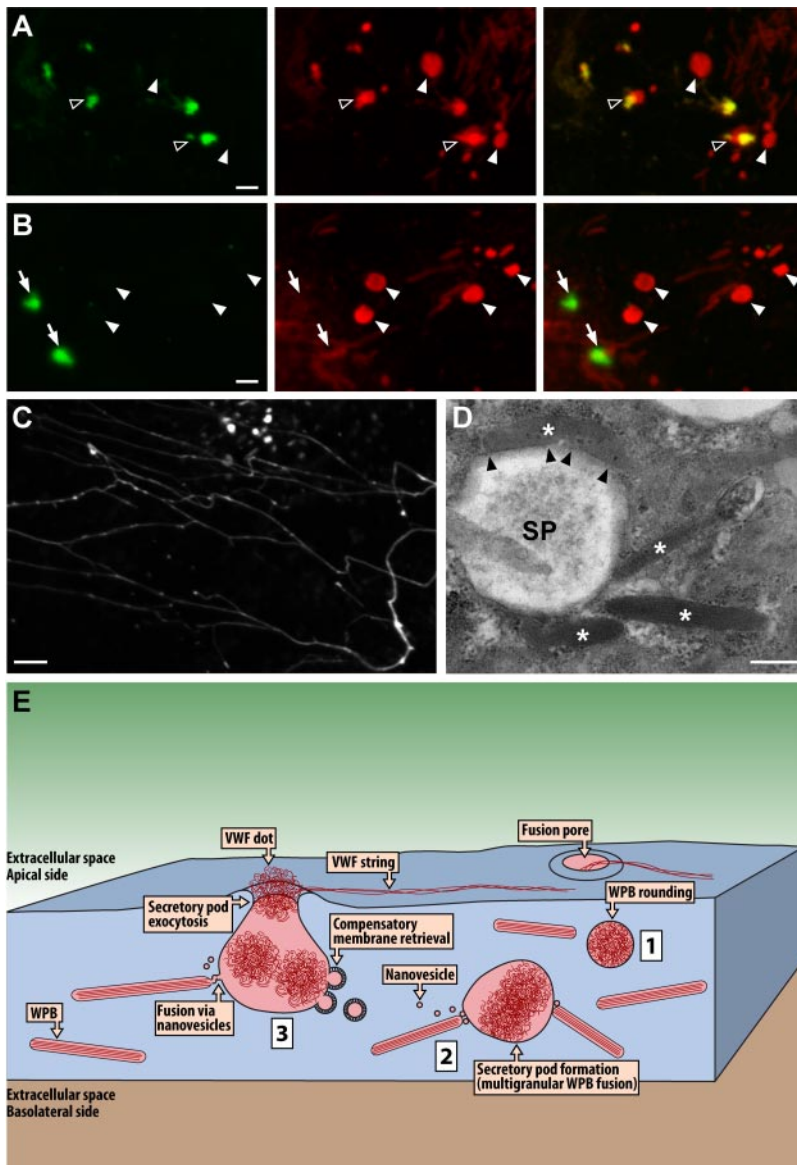 A
B
C
D
*
SP
*
*
*
E
VWF dot
Fusion pore
Extracellular space
Apical side
VWF string
WPB rounding
Secretory pod
exocytosis
Compensatory
membrane retrieval
1
Nanovesicle
WPB
Fusion via
nanovesicles
3
2
Secretory pod formation
(multigranular WPB fusion)
Extracellular space
Basolateral side